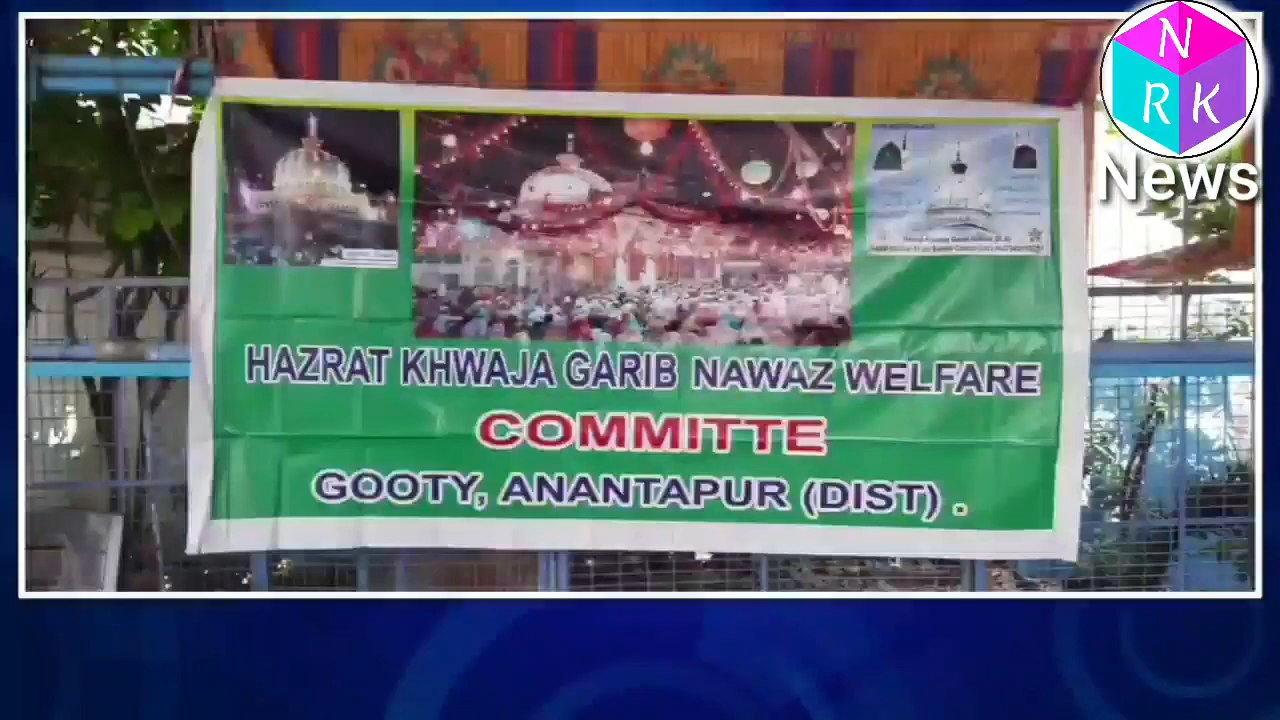 HAZRAT KHWAJA GARIB NAWAZ WELFARE
COMMITTE
GOOTY, ANANTAPUR (DIST) .
N
R K
News